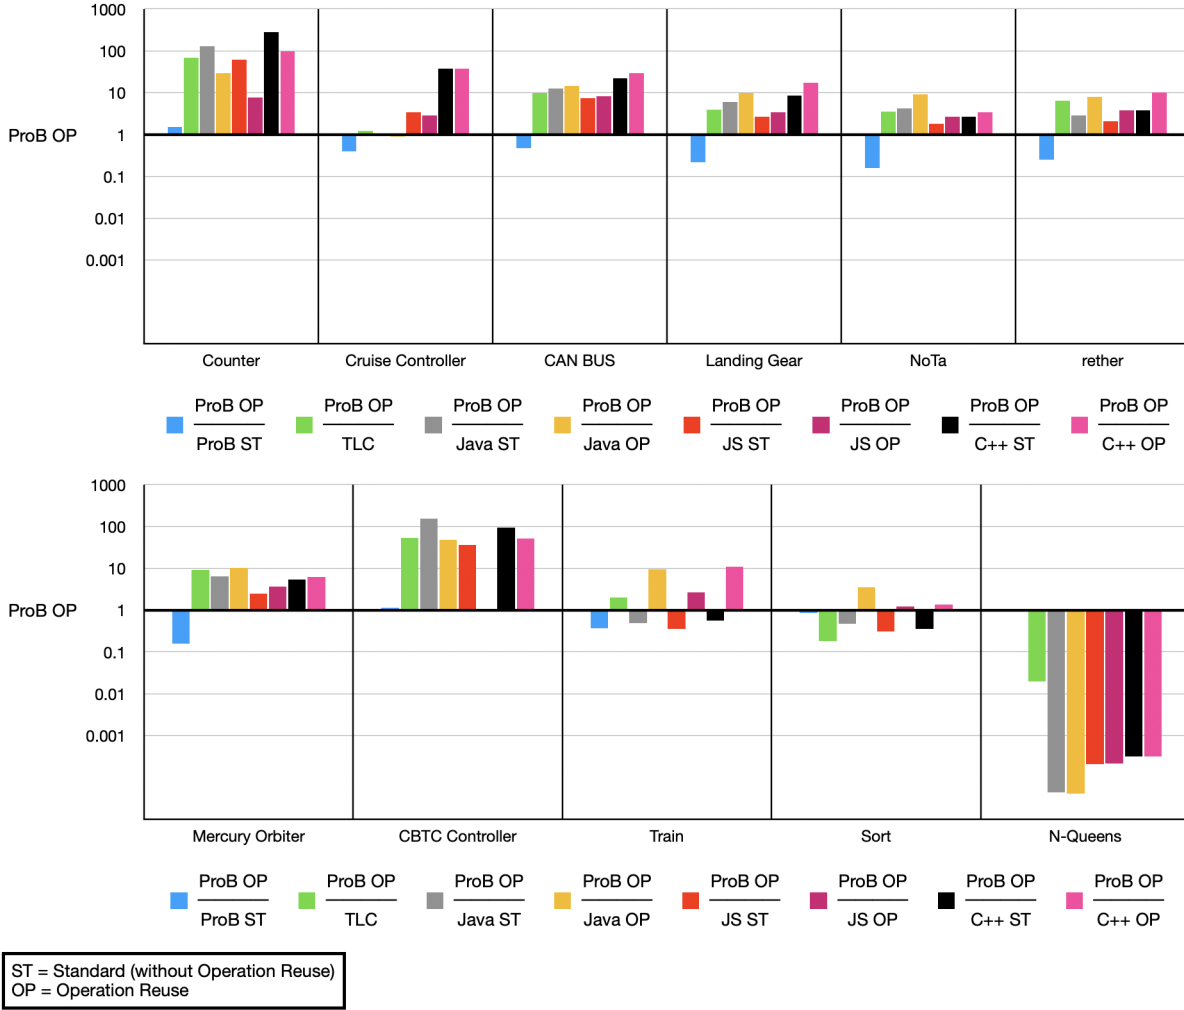 1000
100
10
ProB OP
1
0.1
0.01
0.001
Counter Cruise Controller CAN BUS Landing Gear NoTa rether
ProB OP ProB OP ProB OP ProB OP ProB OP ProB OP ProB OP ProB OP
ProB ST TLC Java ST Java OP JS ST JS OP C++ ST C++ OP
1000
100
10
ProB OP
1
0.1
0.01
0.001
Mercury Orbiter CBTC Controller Train Sort N-Queens
ProB OP ProB OP ProB OP ProB OP ProB OP ProB OP ProB OP ProB OP
ProB ST TLC Java ST Java OP JS ST JS OP C++ ST C++ OP
ST = Standard (without Operation Reuse)
OP = Operation Reuse